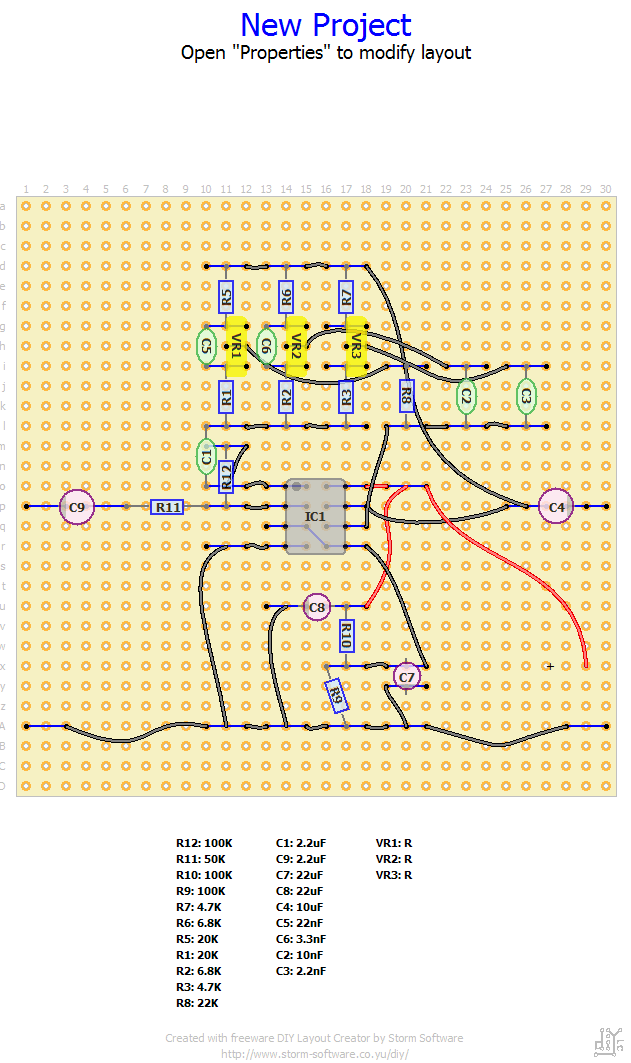 New Project
Open "Properties" to modify layout
1 2 3 4 5 6 7 8 9 10 11 12 13 14 15 16 17 18 19 20 21 22 23 24 25 26 27 28 29 30
a
b
c
d
e
R5 R6 R7
f
g
C5 VR1 C6 VR2 VR3
h
i
j
R1 R2 R3 R8 C2 C3
k
l
m
C1
n
R12
o
p
C9 R11 IC1 C4
q
r
s
t
u
C8
v
R10
w
x
C7
y
R9
z
A
B
C
D
R12: 100K C1: 2.2uF VR1: R
R11: 50K C9: 2.2uF VR2: R
R10: 100K C7: 22uF VR3: R
R9: 100K C8: 22uF
R7: 4.7K C4: 10uF
R6: 6.8K C5: 22nF
R5: 20K C6: 3.3nF
R1: 20K C2: 10nF
R2: 6.8K C3: 2.2nF
R3: 4.7K
R8: 22K
Created with freeware DIY Layout Creator by Storm Software
http://www.storm-software.co.yu/diy/